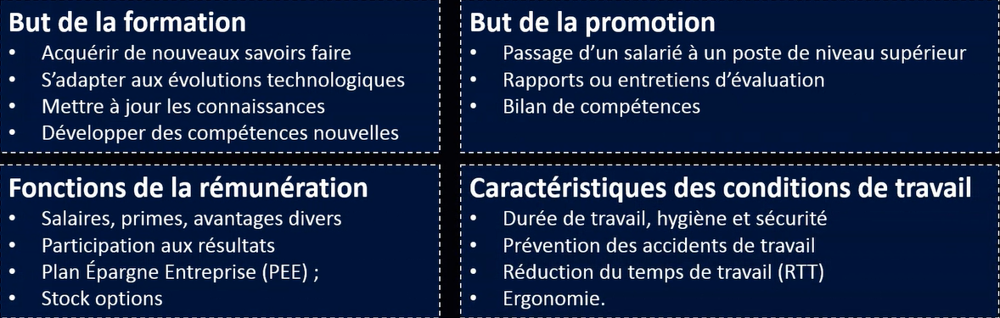 But de la formation
• Acquérir de nouveaux savoirs faire
• S’adapter aux évolutions technologiques
• Mettre à jour les connaissances
• Développer des compétences nouvelles
But de la promotion
• Passage d’un salarié à un poste de niveau supérieur
• Rapports ou entretiens d’évaluation
• Bilan de compétences
Fonctions de la rémunération
• Salaires, primes, avantages divers
• Participation aux résultats
• Plan Épargne Entreprise (PEE) ;
• Stock options
Caractéristiques des conditions de travail
• Durée de travail, hygiène et sécurité
• Prévention des accidents de travail
• Réduction du temps de travail (RTT)
• Ergonomie.